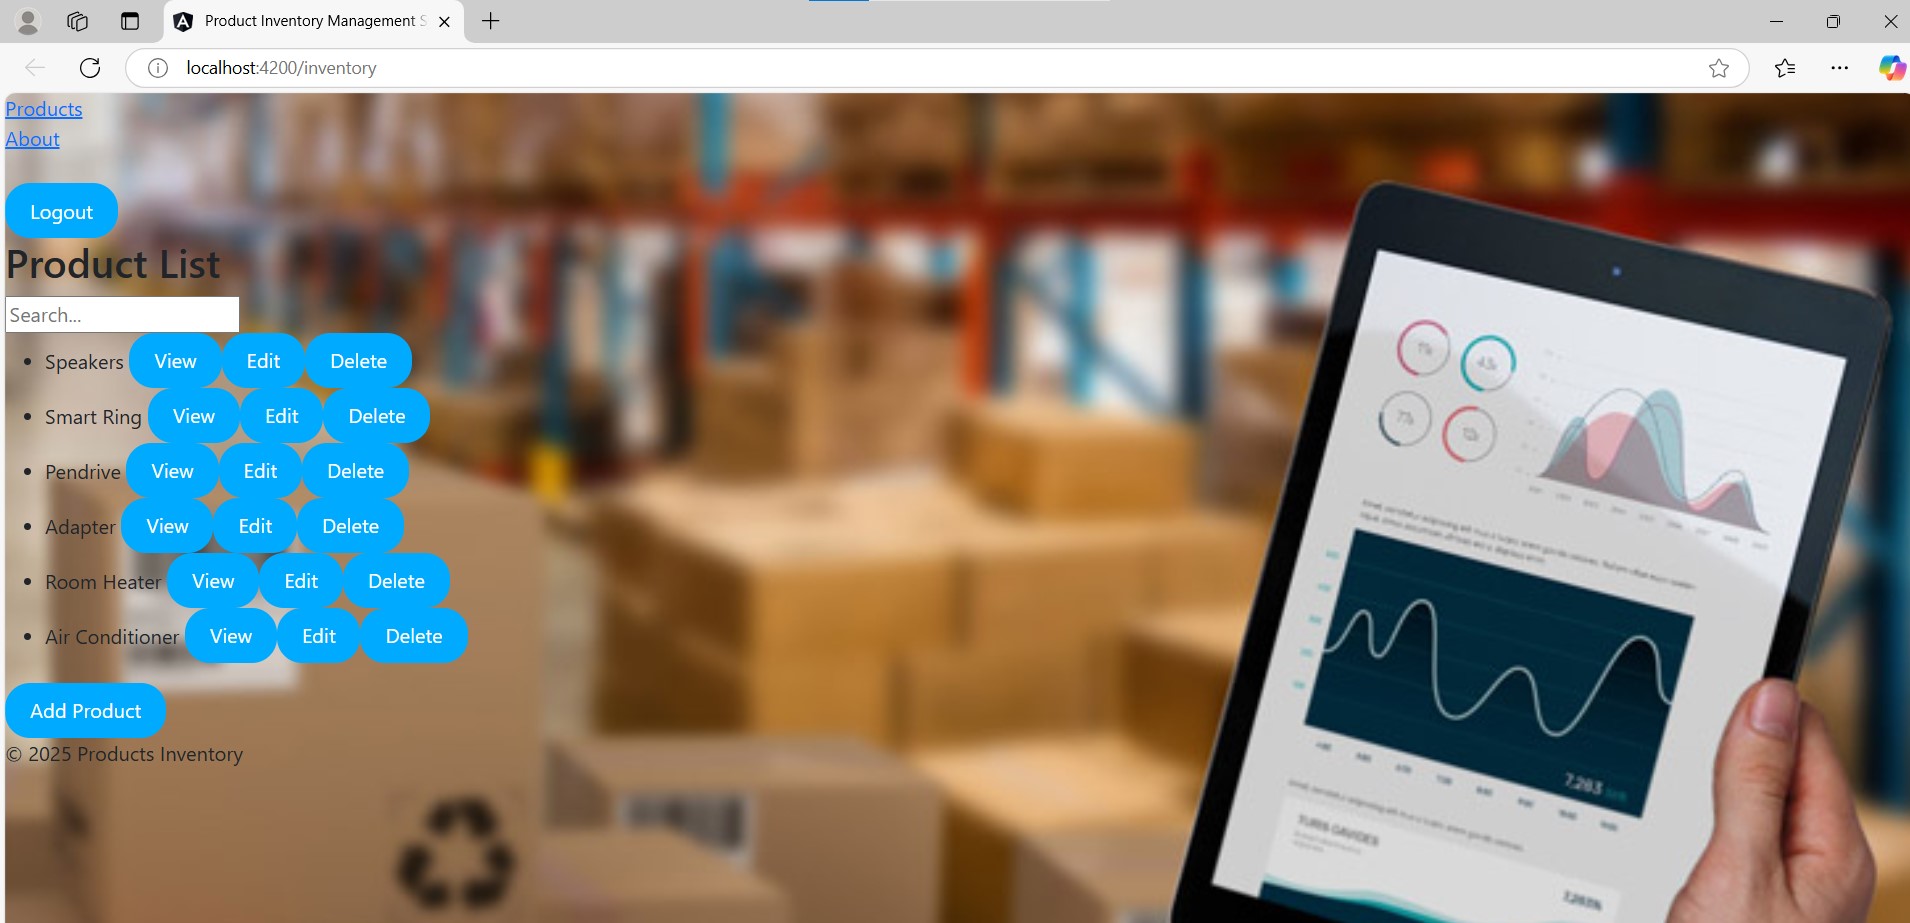 Product Inventory Management S
localhost:4200/inventory
Products
About
Logout
Product List
Search...
Speakers View Edit Delete
Smart Ring View Edit Delete
Pendrive View Edit Delete
Adapter View Edit Delete
Room Heater View Edit Delete
Air Conditioner View Edit Delete
Add Product
© 2025 Products Inventory
7,283